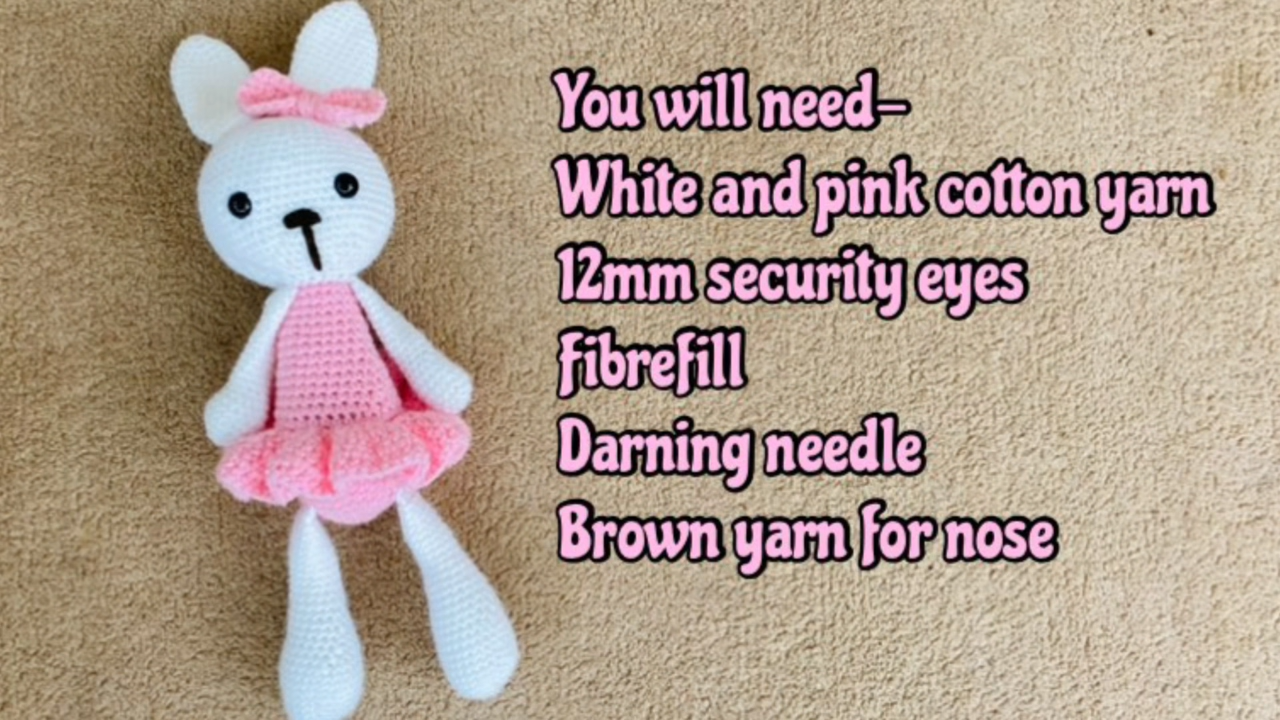 You will need-
White and pink cotton yarn
12mm security eyes
Fibrefill
Darning needle
Brown yarn for nose